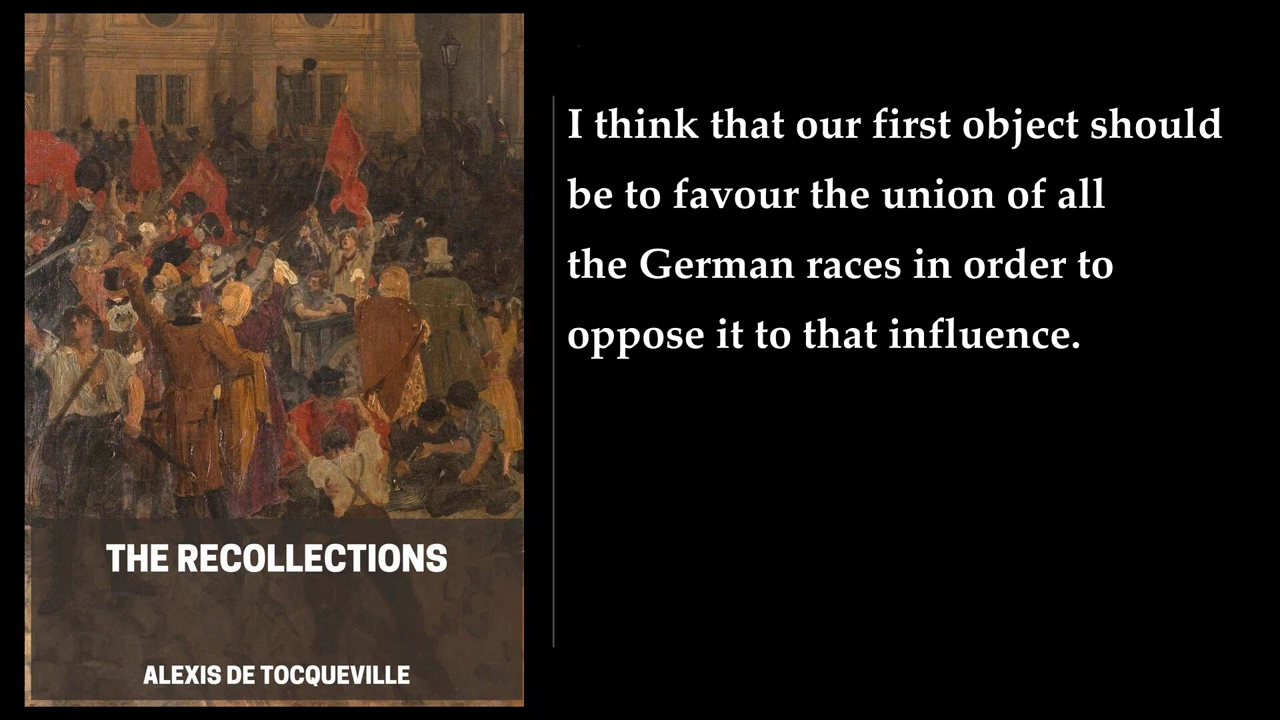 I think that our first object should
be to favour the union of all
the German races in order to
oppose it to that influence.
THE RECOLLECTIONS
ALEXIS DE TOCQUEVILLE